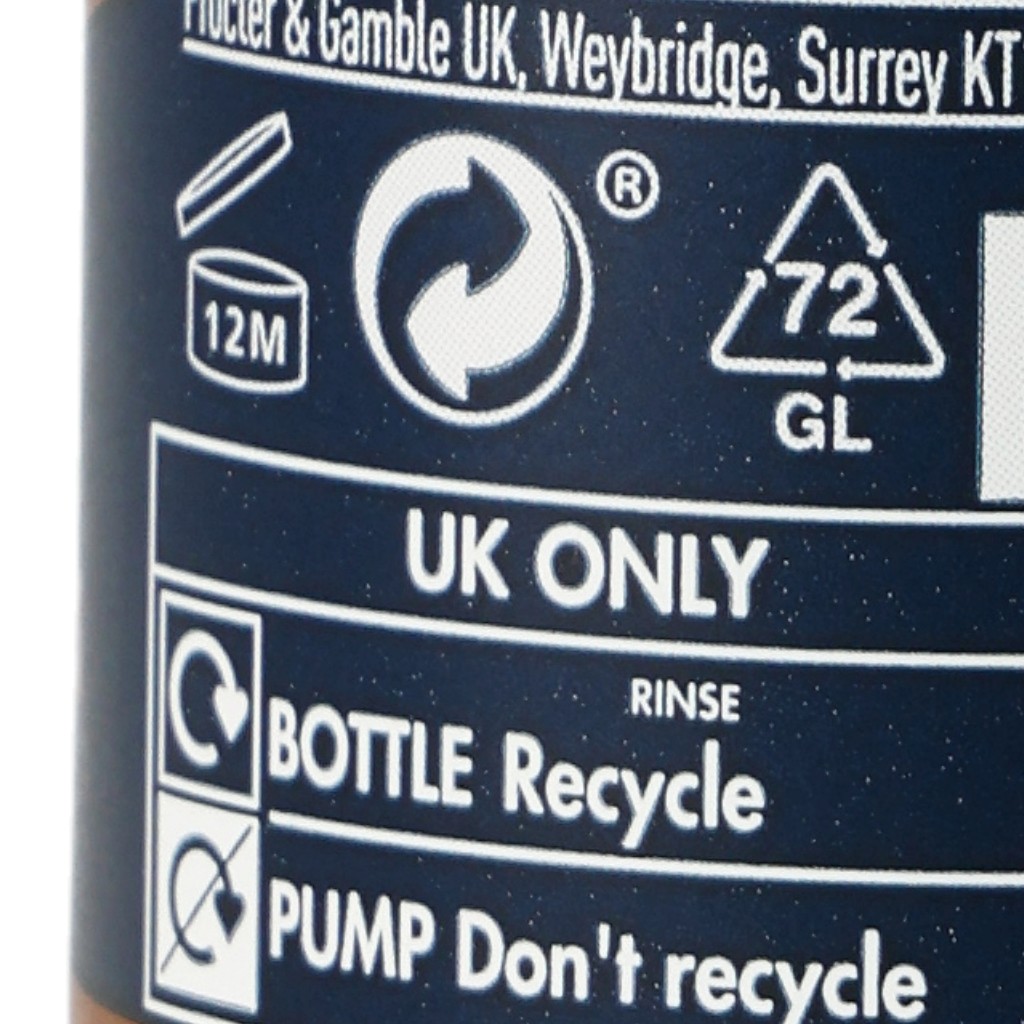 Procter & Gamble UK, Weybridge, Surrey KT
12M
®
72
GL
UK ONLY
RINSE
BOTTLE Recycle
PUMP Don't recycle